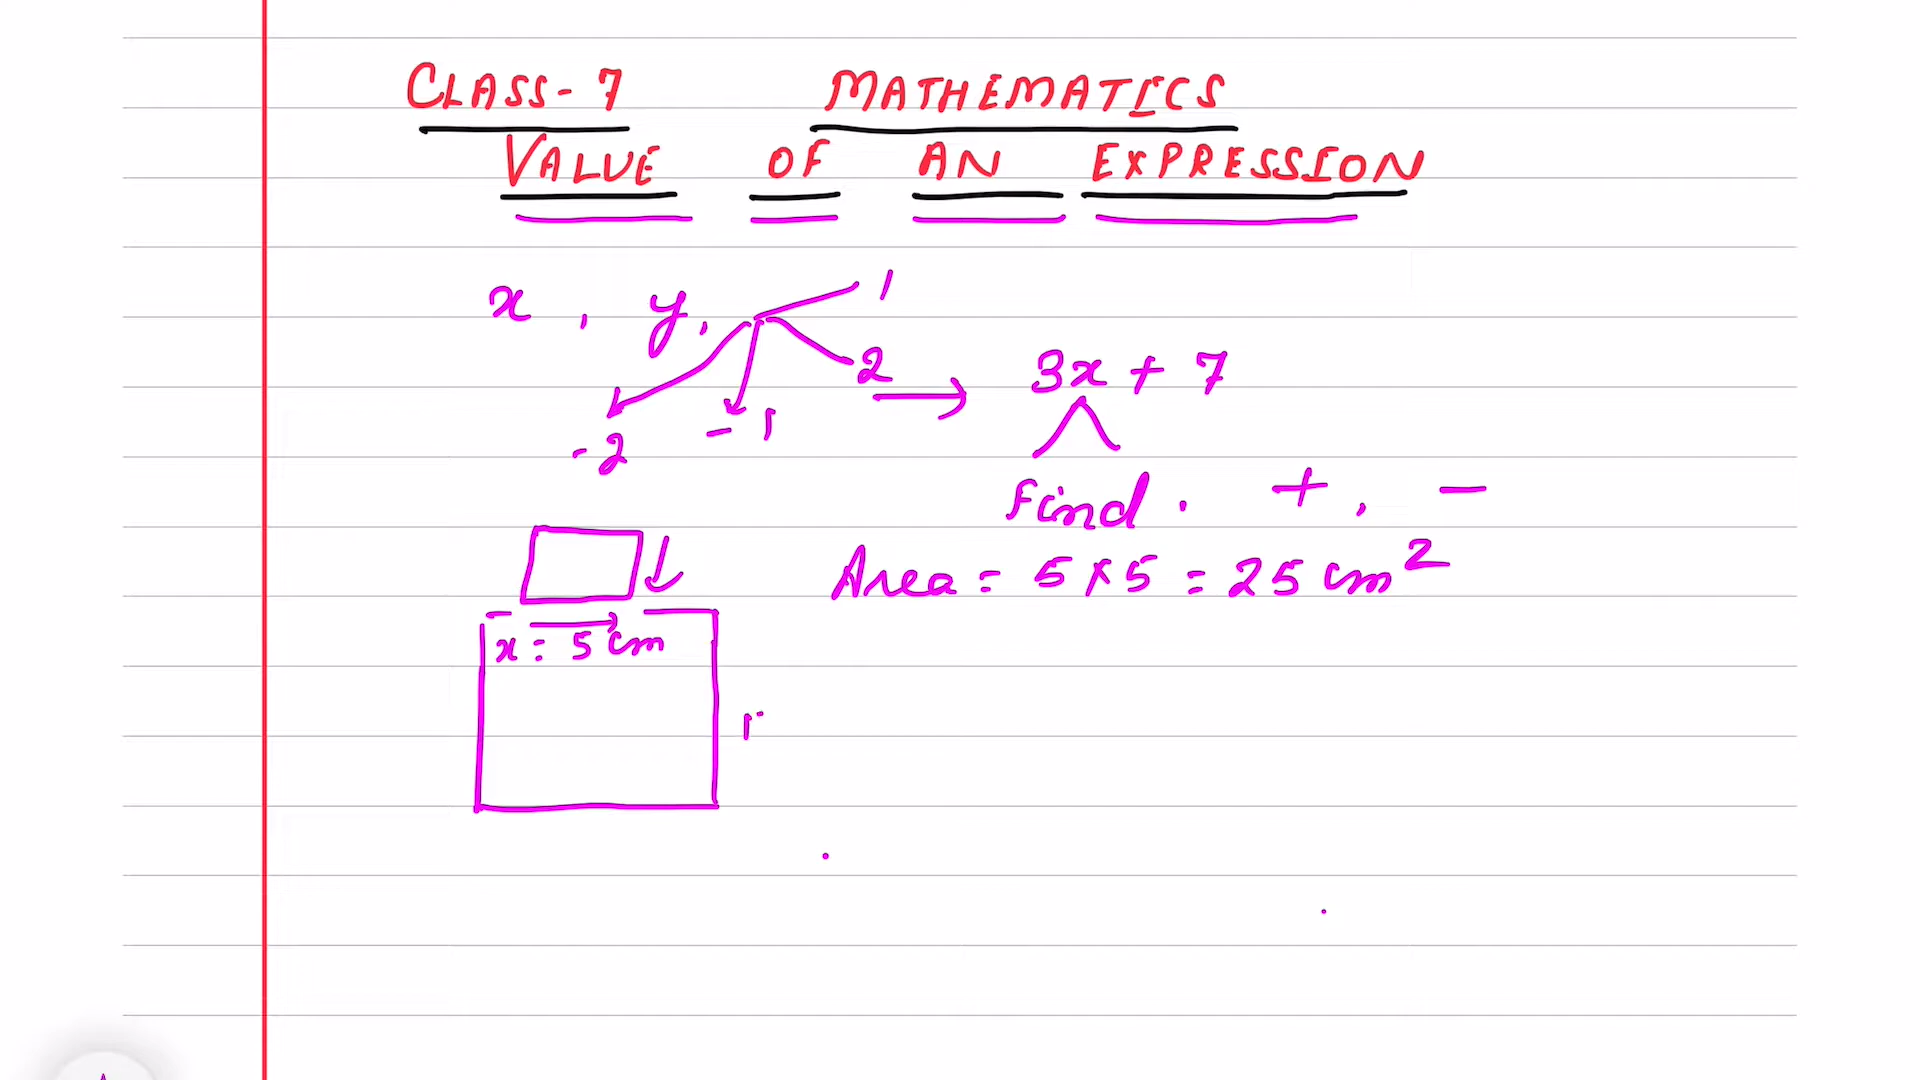 CLASS-7 MATHEMATICS
VALUE OF AN EXPRESSION
x , y, 1
2 → 3x + 7
-2 -1
Find . + , -
Area = 5 x 5 = 25 cm²
x = 5 cm